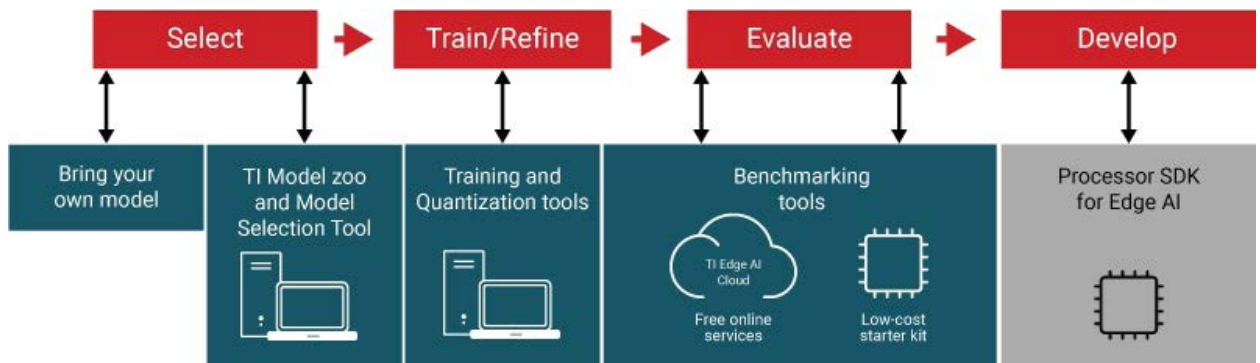 Select
Train/Refine
Evaluate
Develop
Bring your
own model
TI Model zoo
and Model
Selection Tool
Training and
Quantization tools
Benchmarking
tools
TI Edge AI
Cloud
Free online
services
Low-cost
starter kit
Processor SDK
for Edge AI